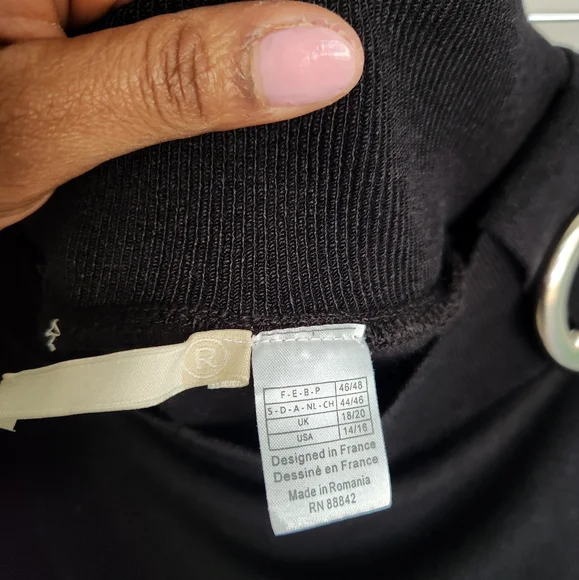 R
F - E - B - P 46/48
S - D - A - NL - CH 44/46
UK 18/20
USA 14/16
Designed in France
Dessiné en France
Made in Romania
RN 88842